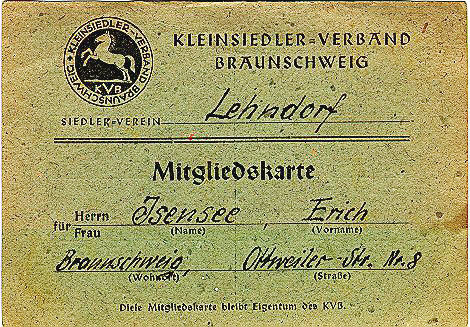 KLEINSIEDLER-VERBAND BRAUNSCHWEIG
KVB
KLEINSIEDLER=VERBAND
BRAUNSCHWEIG
SIEDLER=VEREIN Lehndorf
Mitgliedskarte
für Herrn Frau Isensee, Erich
(Name) (Vorname)
Braunschweig, Ottweiler-Str. Nr. 8
(Wohnort) (Straße)
Diese Mitgliedskarte bleibt Eigentum des KVB.